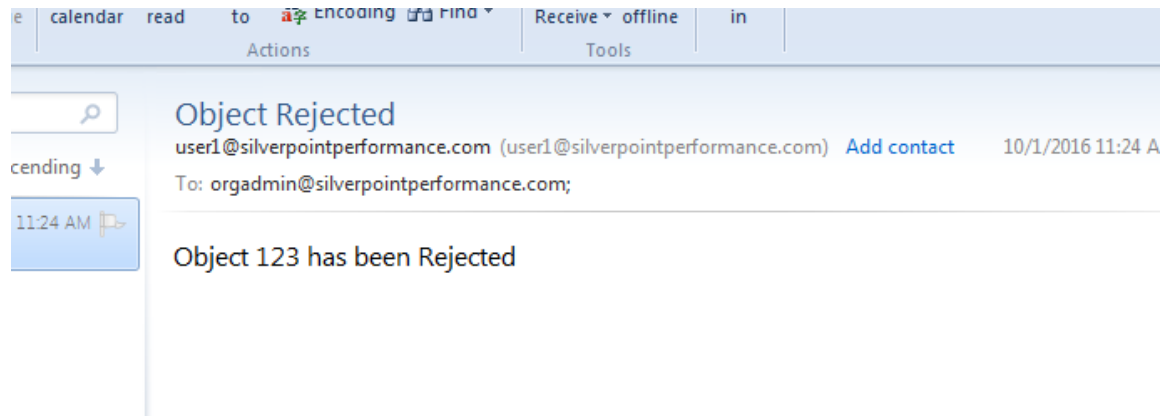 calendar read to Encoding Find Receive offline in
Actions Tools
Object Rejected
user1@silverpointperformance.com (user1@silverpointperformance.com) Add contact 10/1/2016 11:24 A
cending
To: orgadmin@silverpointperformance.com;
11:24 AM
Object 123 has been Rejected